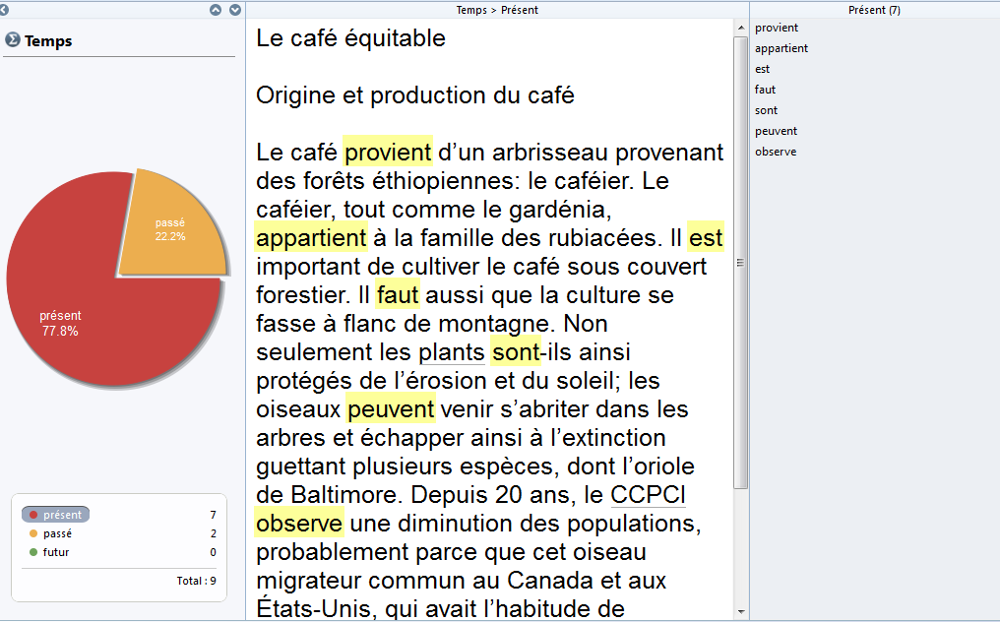 Temps
présent
77.8%
passé
22.2%
présent 7
passé 2
futur 0
Total : 9
Temps > Présent
Le café équitable
Origine et production du café
Le café provient d’un arbrisseau provenant
des forêts éthiopiennes: le caféier. Le
caféier, tout comme le gardénia,
appartient à la famille des rubiacées. Il est
important de cultiver le café sous couvert
forestier. Il faut aussi que la culture se
fasse à flanc de montagne. Non
seulement les plants sont-ils ainsi
protégés de l’érosion et du soleil; les
oiseaux peuvent venir s’abriter dans les
arbres et échapper ainsi à l’extinction
guettant plusieurs espèces, dont l’oriole
de Baltimore. Depuis 20 ans, le CCPCI
observe une diminution des populations,
probablement parce que cet oiseau
migrateur commun au Canada et aux
États-Unis, qui avait l’habitude de
Présent (7)
provient
appartient
est
faut
sont
peuvent
observe